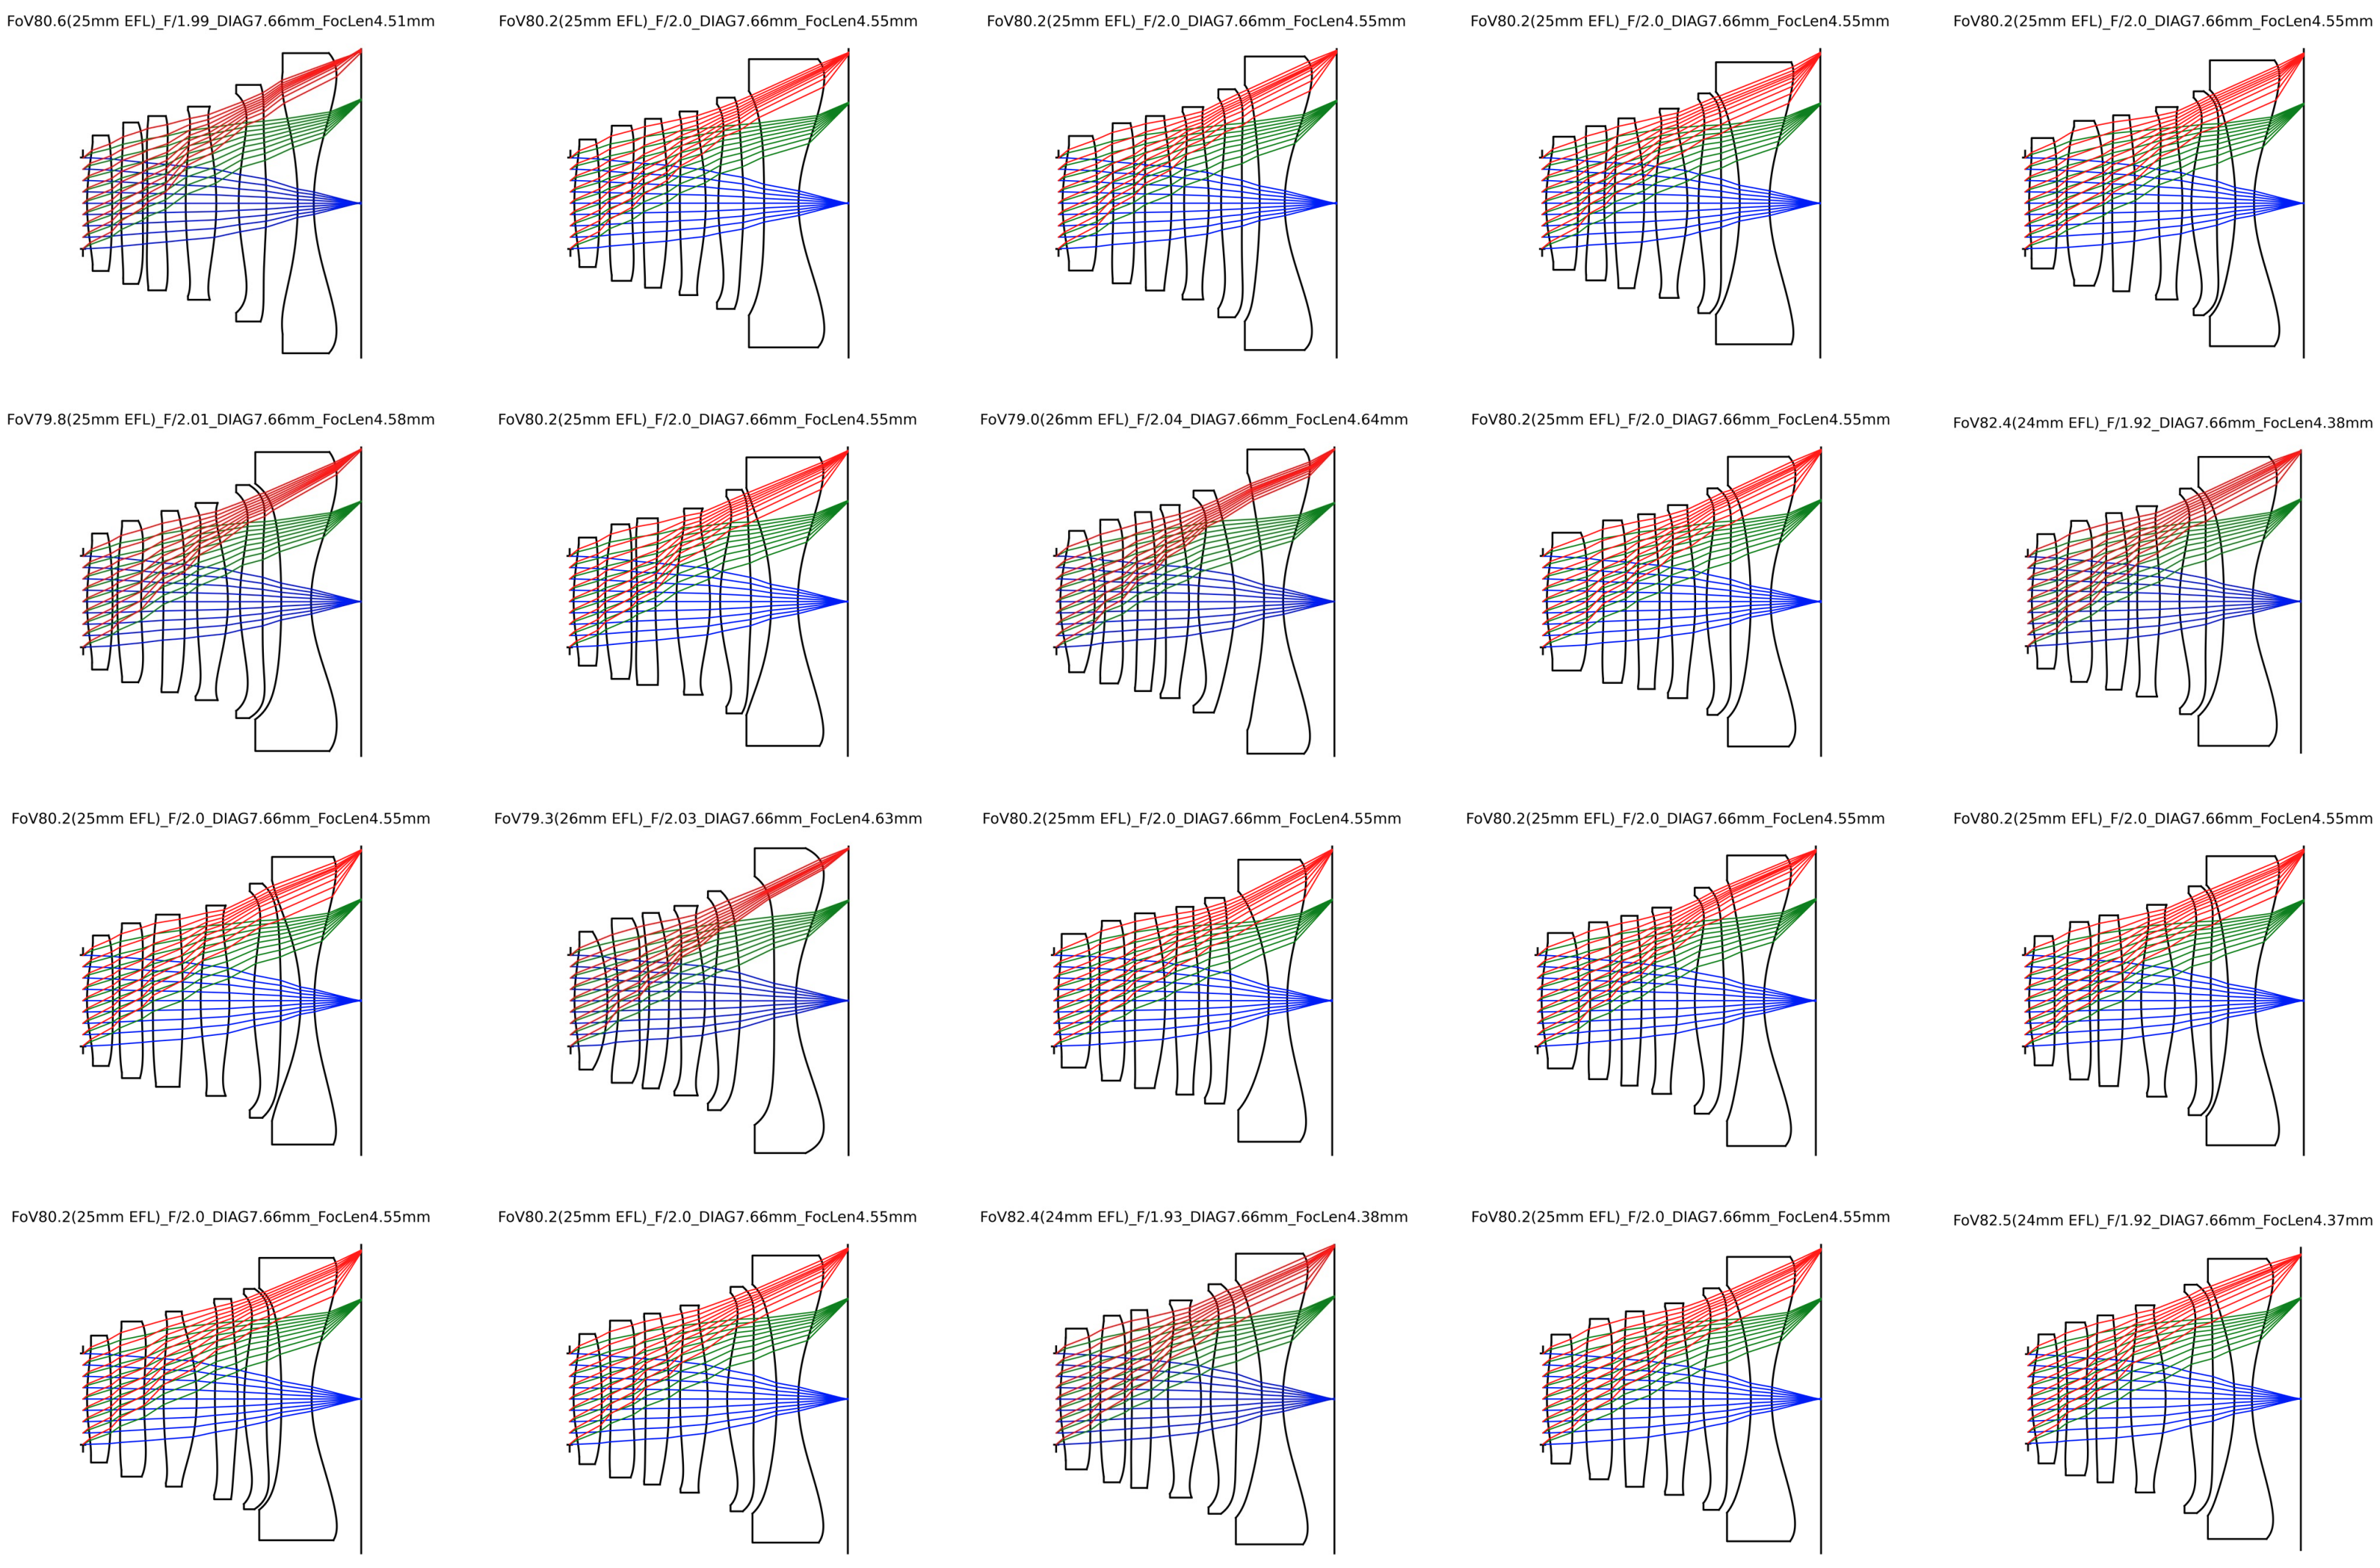 FoV80.6(25mm EFL)_F/1.99_DIAG7.66mm_FocLen4.51mm
FoV80.2(25mm EFL)_F/2.0_DIAG7.66mm_FocLen4.55mm
FoV80.2(25mm EFL)_F/2.0_DIAG7.66mm_FocLen4.55mm
FoV80.2(25mm EFL)_F/2.0_DIAG7.66mm_FocLen4.55mm
FoV80.2(25mm EFL)_F/2.0_DIAG7.66mm_FocLen4.55mm
FoV79.8(25mm EFL)_F/2.01_DIAG7.66mm_FocLen4.58mm
FoV80.2(25mm EFL)_F/2.0_DIAG7.66mm_FocLen4.55mm
FoV79.0(26mm EFL)_F/2.04_DIAG7.66mm_FocLen4.64mm
FoV80.2(25mm EFL)_F/2.0_DIAG7.66mm_FocLen4.55mm
FoV82.4(24mm EFL)_F/1.92_DIAG7.66mm_FocLen4.38mm
FoV80.2(25mm EFL)_F/2.0_DIAG7.66mm_FocLen4.55mm
FoV79.3(26mm EFL)_F/2.03_DIAG7.66mm_FocLen4.63mm
FoV80.2(25mm EFL)_F/2.0_DIAG7.66mm_FocLen4.55mm
FoV80.2(25mm EFL)_F/2.0_DIAG7.66mm_FocLen4.55mm
FoV80.2(25mm EFL)_F/2.0_DIAG7.66mm_FocLen4.55mm
FoV80.2(25mm EFL)_F/2.0_DIAG7.66mm_FocLen4.55mm
FoV80.2(25mm EFL)_F/2.0_DIAG7.66mm_FocLen4.55mm
FoV82.4(24mm EFL)_F/1.93_DIAG7.66mm_FocLen4.38mm
FoV80.2(25mm EFL)_F/2.0_DIAG7.66mm_FocLen4.55mm
FoV82.5(24mm EFL)_F/1.92_DIAG7.66mm_FocLen4.37mm